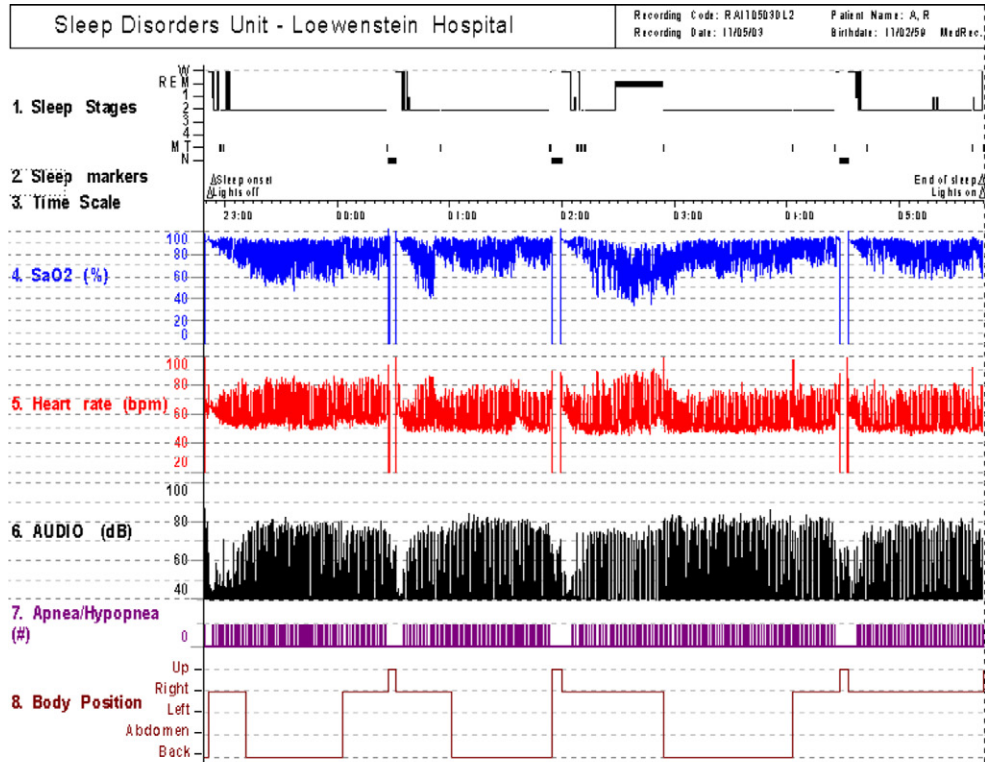 Sleep Disorders Unit - Loewenstein Hospital
Recording Code: RAI105030L2 Patient Name: A, R
Recording Date: 11/05/03 Birthdate: 11/02/59 MedRec.
1. Sleep Stages
W
REM
1
2
3
4
MT
N
2. Sleep markers
Sleep onset
Lights off
End of sleep
Lights on
3. Time Scale
23:00 00:00 01:00 02:00 03:00 04:00 05:00
4. SaO2 (%)
100
80
60
40
20
0
5. Heart rate (bpm)
100
80
60
40
20
6. AUDIO (dB)
100
80
60
40
7. Apnea/Hypopnea
(#)
0
8. Body Position
Up
Right
Left
Abdomen
Back